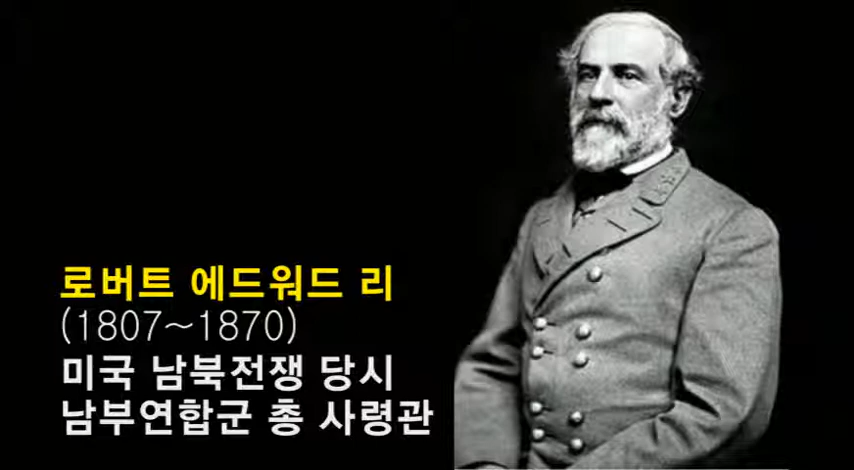 로버트 에드워드 리
(1807~1870)
미국 남북전쟁 당시
남부연합군 총 사령관